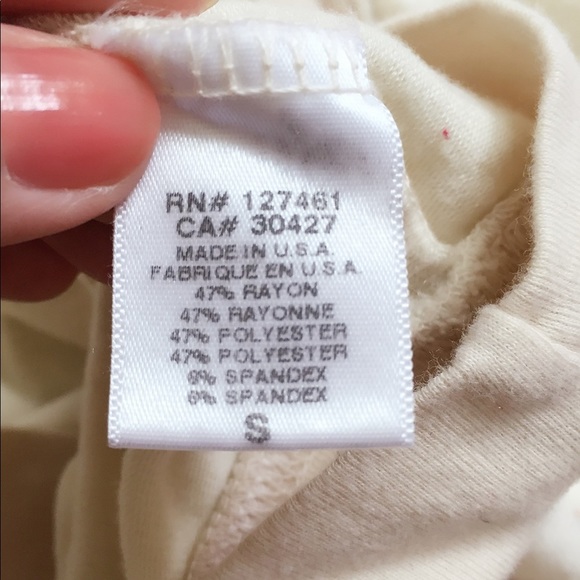 RN# 127461
CA# 30427
MADE IN U.S.A.
FABRIQUE EN U.S.A.
47% RAYON
47% RAYONNE
47% POLYESTER
47% POLYESTER
6% SPANDEX
6% SPANDEX
S